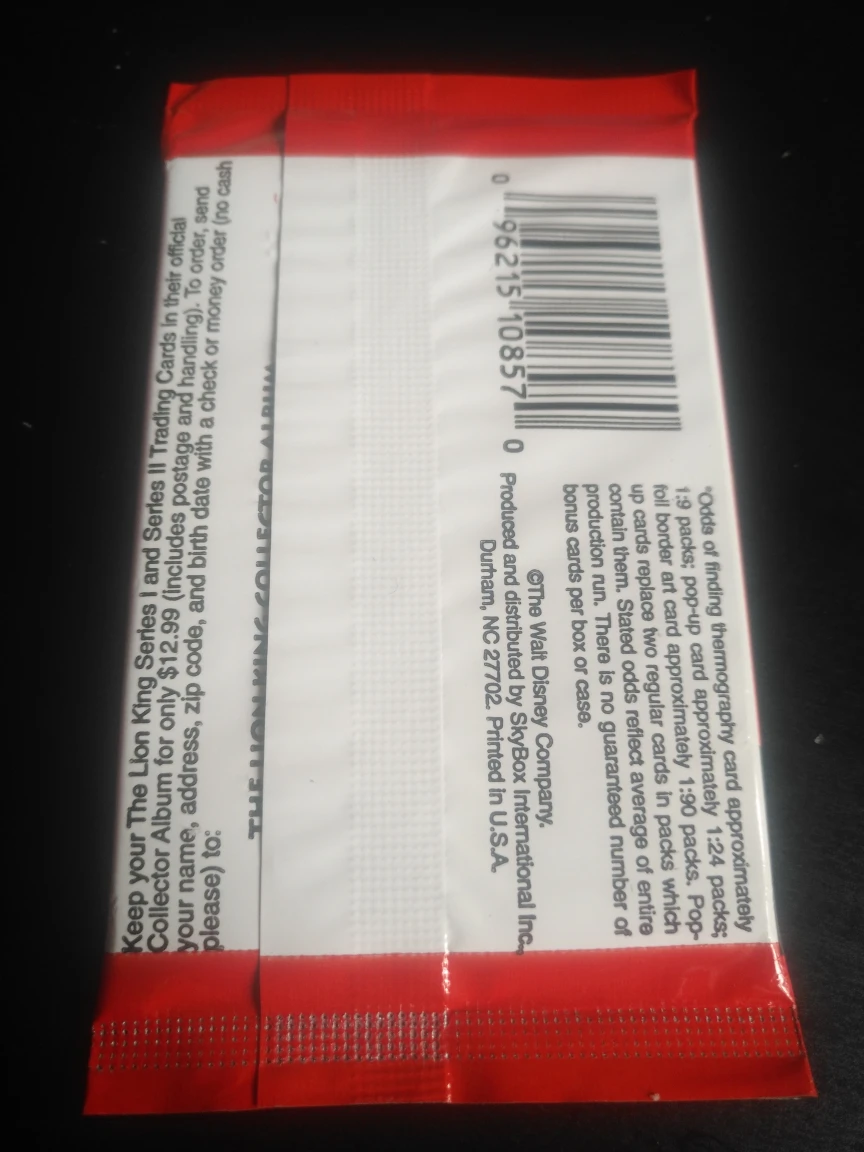 Keep your The Lion King Series I and Series II Trading Cards in their official
Collector Album for only $12.99 (includes postage and handling). To order, send
your name, address, zip code, and birth date with a check or money order (no cash
please) to:
THE LION KING COLLECTOR ALBUM
0 96215 10857 0
*Odds of finding thermography card approximately
1:9 packs; pop-up card approximately 1:24 packs;
foil border art card approximately 1:90 packs. Pop-
up cards replace two regular cards in packs which
contain them. Stated odds reflect average of entire
production run. There is no guaranteed number of
bonus cards per box or case.
©The Walt Disney Company.
Produced and distributed by SkyBox International Inc.,
Durham, NC 27702. Printed in U.S.A.